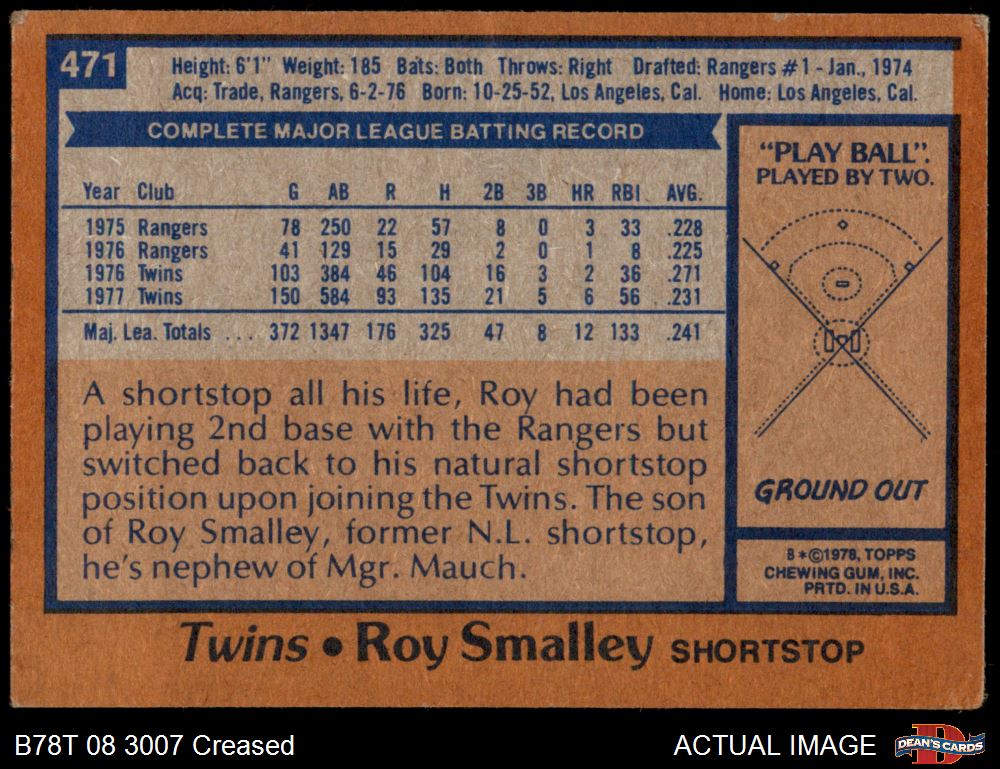 471
Height: 6'1" Weight: 185 Bats: Both Throws: Right Drafted: Rangers #1 - Jan., 1974
Acq: Trade, Rangers, 6-2-76 Born: 10-25-52, Los Angeles, Cal. Home: Los Angeles, Cal.
COMPLETE MAJOR LEAGUE BATTING RECORD
Year Club G AB R H 2B 3B HR RBI AVG.
1975 Rangers 78 250 22 57 8 0 3 33 .228
1976 Rangers 41 129 15 29 2 0 1 8 .225
1976 Twins 103 384 46 104 16 3 2 36 .271
1977 Twins 150 584 93 135 21 5 6 56 .231
Maj. Lea. Totals ... 372 1347 176 325 47 8 12 133 .241
A shortstop all his life, Roy had been
playing 2nd base with the Rangers but
switched back to his natural shortstop
position upon joining the Twins. The son
of Roy Smalley, former N.L. shortstop,
he's nephew of Mgr. Mauch.
"PLAY BALL".
PLAYED BY TWO.
GROUND OUT
8*©1978, TOPPS
CHEWING GUM, INC.
PRTD. IN U.S.A.
Twins • Roy Smalley SHORTSTOP
B78T 08 3007 Creased
ACTUAL IMAGE
D
DEAN'S CARDS